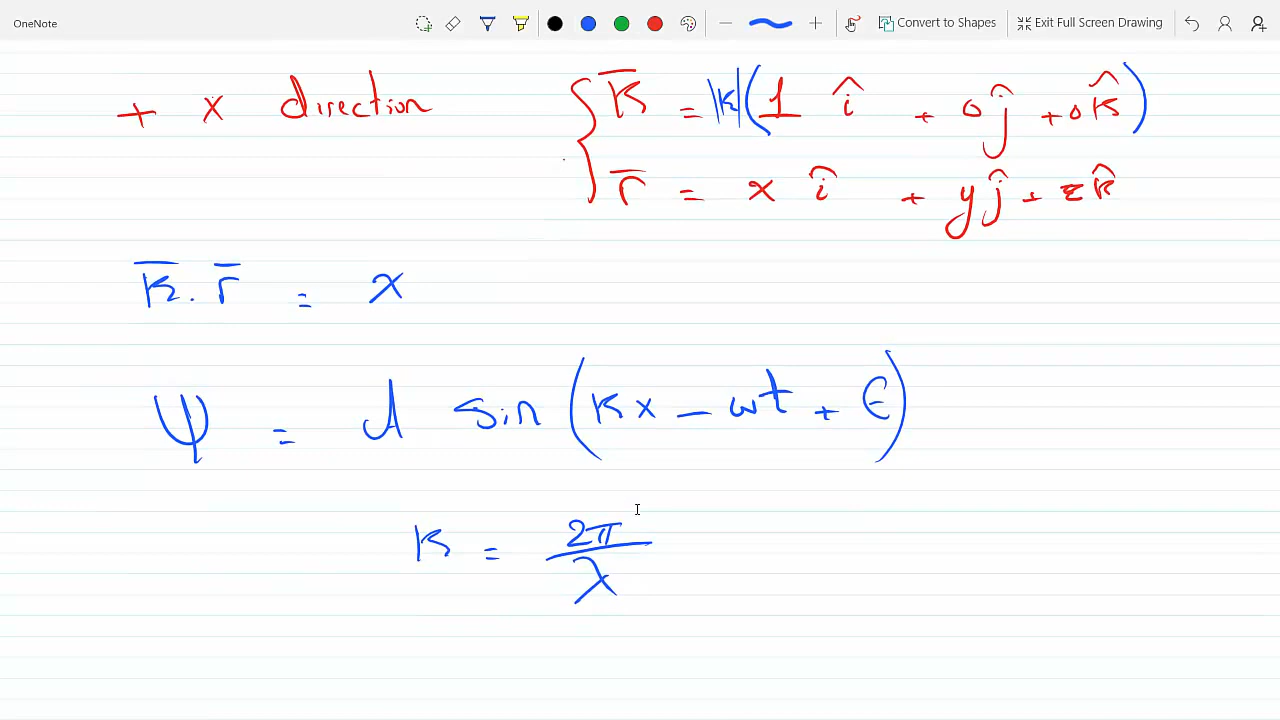 OneNote
Convert to Shapes
Exit Full Screen Drawing
+ x direction
K̅ = |K|(1 î + 0 ĵ + 0 k̂)
r̅ = x î + y ĵ + z k̂
K̅ . r̅ = x
ψ = A sin (Kx − ωt + ϵ)
K = 2π/λ